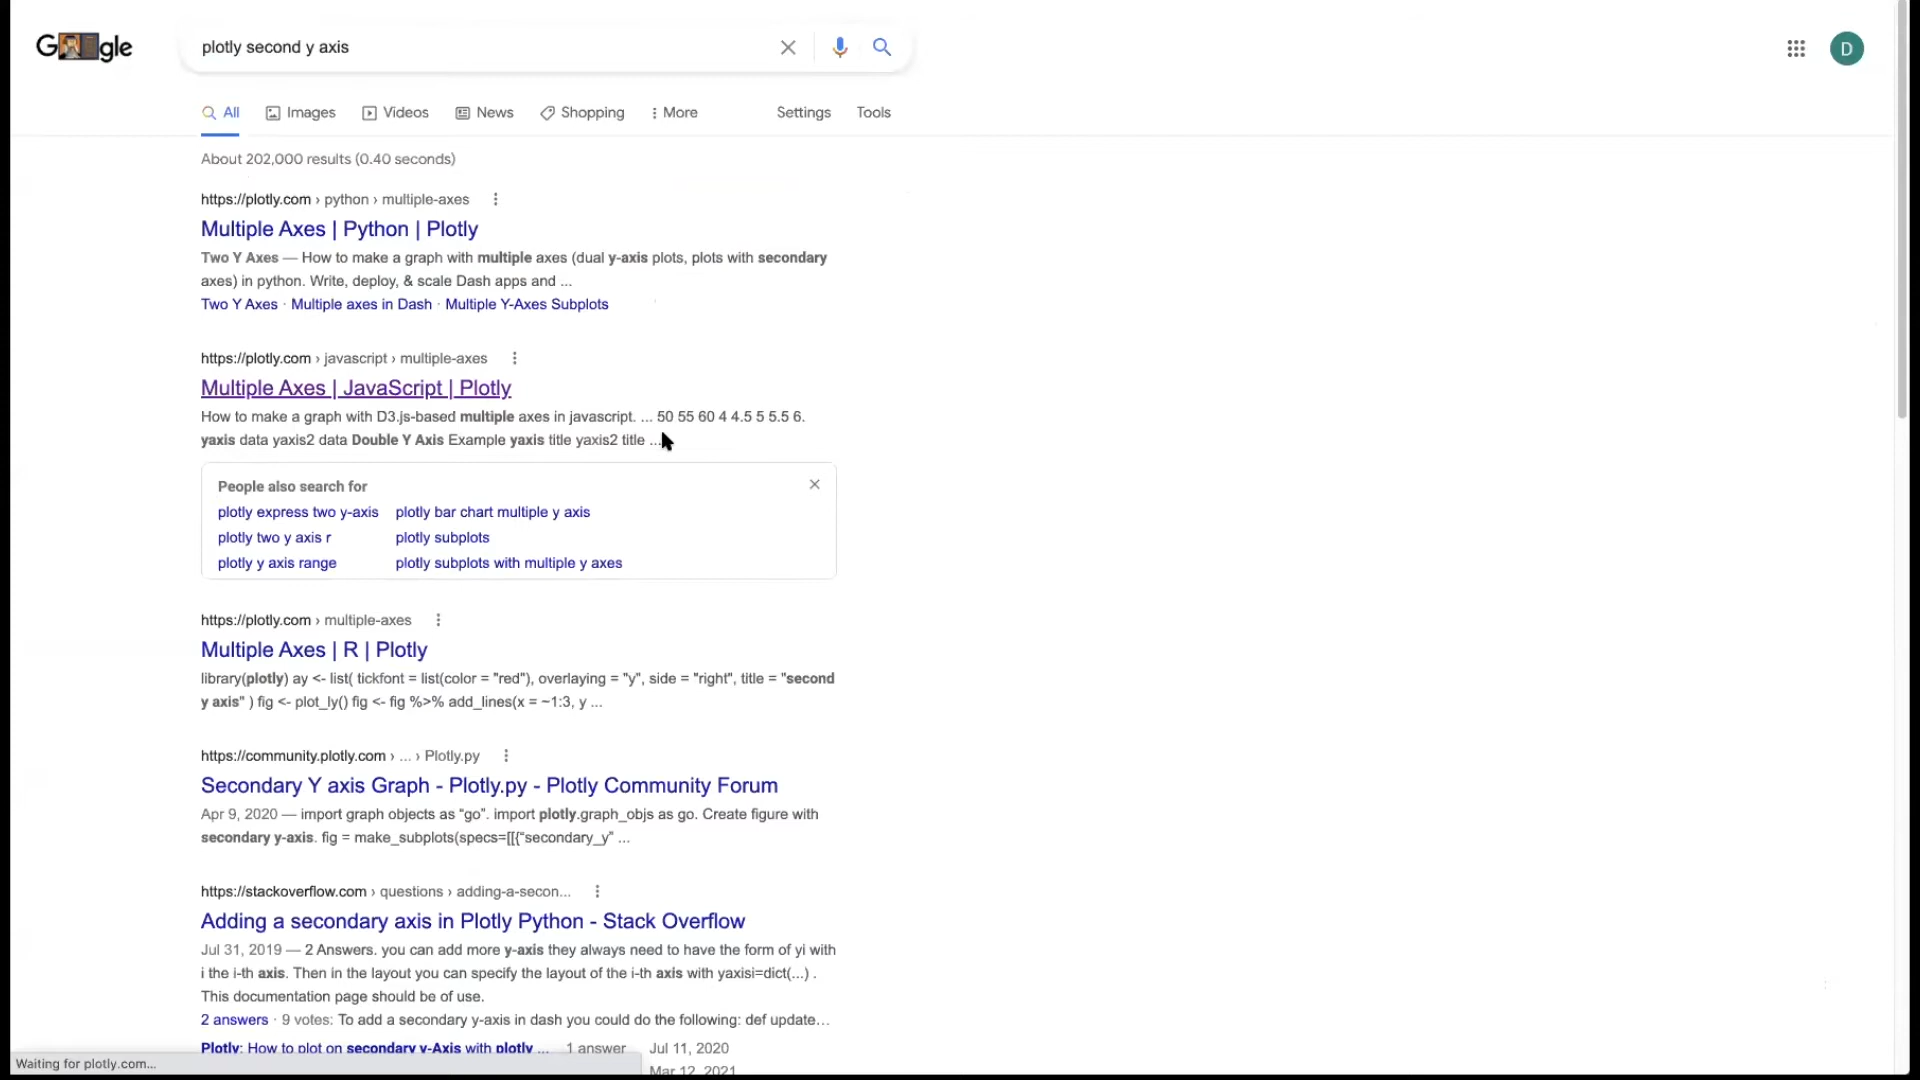 Google
plotly second y axis
D
All Images Videos News Shopping More Settings Tools
About 202,000 results (0.40 seconds)
https://plotly.com › python › multiple-axes
Multiple Axes | Python | Plotly
Two Y Axes — How to make a graph with multiple axes (dual y-axis plots, plots with secondary
axes) in python. Write, deploy, & scale Dash apps and ...
Two Y Axes · Multiple axes in Dash · Multiple Y-Axes Subplots
https://plotly.com › javascript › multiple-axes
Multiple Axes | JavaScript | Plotly
How to make a graph with D3.js-based multiple axes in javascript. ... 50 55 60 4 4.5 5 5.5 6.
yaxis data yaxis2 data Double Y Axis Example yaxis title yaxis2 title ...
People also search for
plotly express two y-axis plotly bar chart multiple y axis
plotly two y axis r plotly subplots
plotly y axis range plotly subplots with multiple y axes
https://plotly.com › multiple-axes
Multiple Axes | R | Plotly
library(plotly) ay <- list( tickfont = list(color = "red"), overlaying = "y", side = "right", title = "second
y axis" ) fig <- plot_ly() fig <- fig %>% add_lines(x = ~1:3, y ...
https://community.plotly.com › ... › Plotly.py
Secondary Y axis Graph - Plotly.py - Plotly Community Forum
Apr 9, 2020 — import graph objects as “go”. import plotly.graph_objs as go. Create figure with
secondary y-axis. fig = make_subplots(specs=[[{“secondary_y” ...
https://stackoverflow.com › questions › adding-a-secon...
Adding a secondary axis in Plotly Python - Stack Overflow
Jul 31, 2019 — 2 Answers. you can add more y-axis they always need to have the form of yi with
i the i-th axis. Then in the layout you can specify the layout of the i-th axis with yaxisi=dict(...) .
This documentation page should be of use.
2 answers · 9 votes: To add a secondary y-axis in dash you could do the following: def update...
Plotly: How to plot on secondary y-Axis with plotly ... 1 answer Jul 11, 2020
Mar 12, 2021
Waiting for plotly.com...